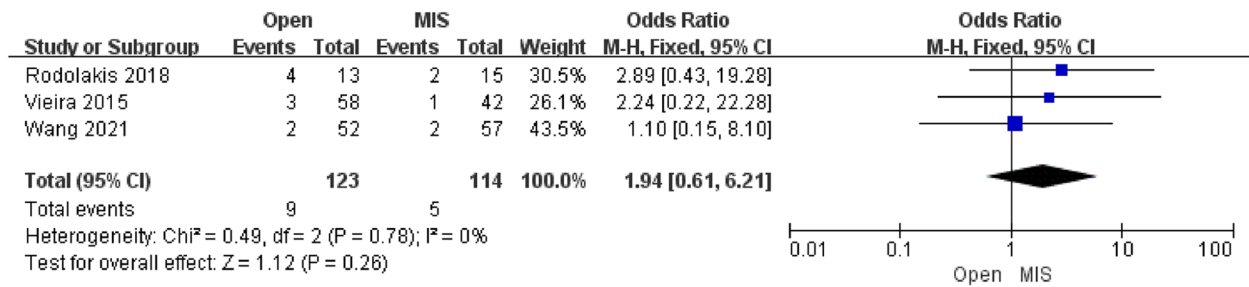 Open MIS Odds Ratio Odds Ratio
Study or Subgroup Events Total Events Total Weight M-H, Fixed, 95% CI M-H, Fixed, 95% CI
Rodolakis 2018 4 13 2 15 30.5% 2.89 [0.43, 19.28]
Vieira 2015 3 58 1 42 26.1% 2.24 [0.22, 22.28]
Wang 2021 2 52 2 57 43.5% 1.10 [0.15, 8.10]
Total (95% CI) 123 114 100.0% 1.94 [0.61, 6.21]
Total events 9 5
Heterogeneity: Chi² = 0.49, df = 2 (P = 0.78); I² = 0%
Test for overall effect: Z = 1.12 (P = 0.26)
0.01 0.1 1 10 100
Open MIS